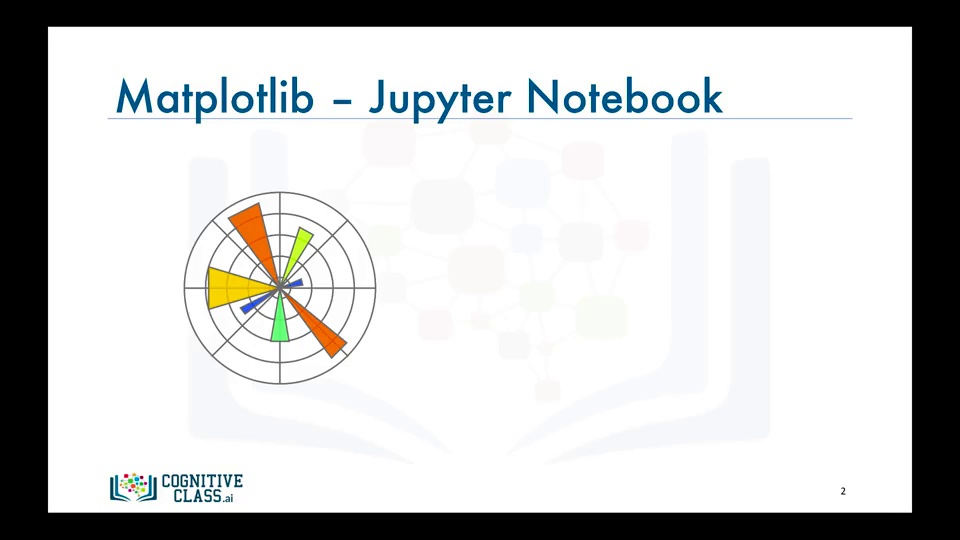 Matplotlib – Jupyter Notebook
COGNITIVE
CLASS.ai
2